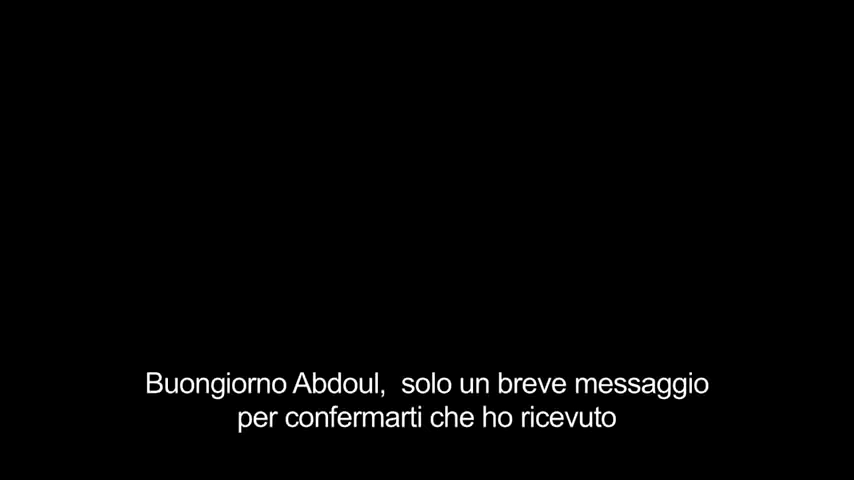 Buongiorno Abdoul,  solo un breve messaggio
per confermarti che ho ricevuto